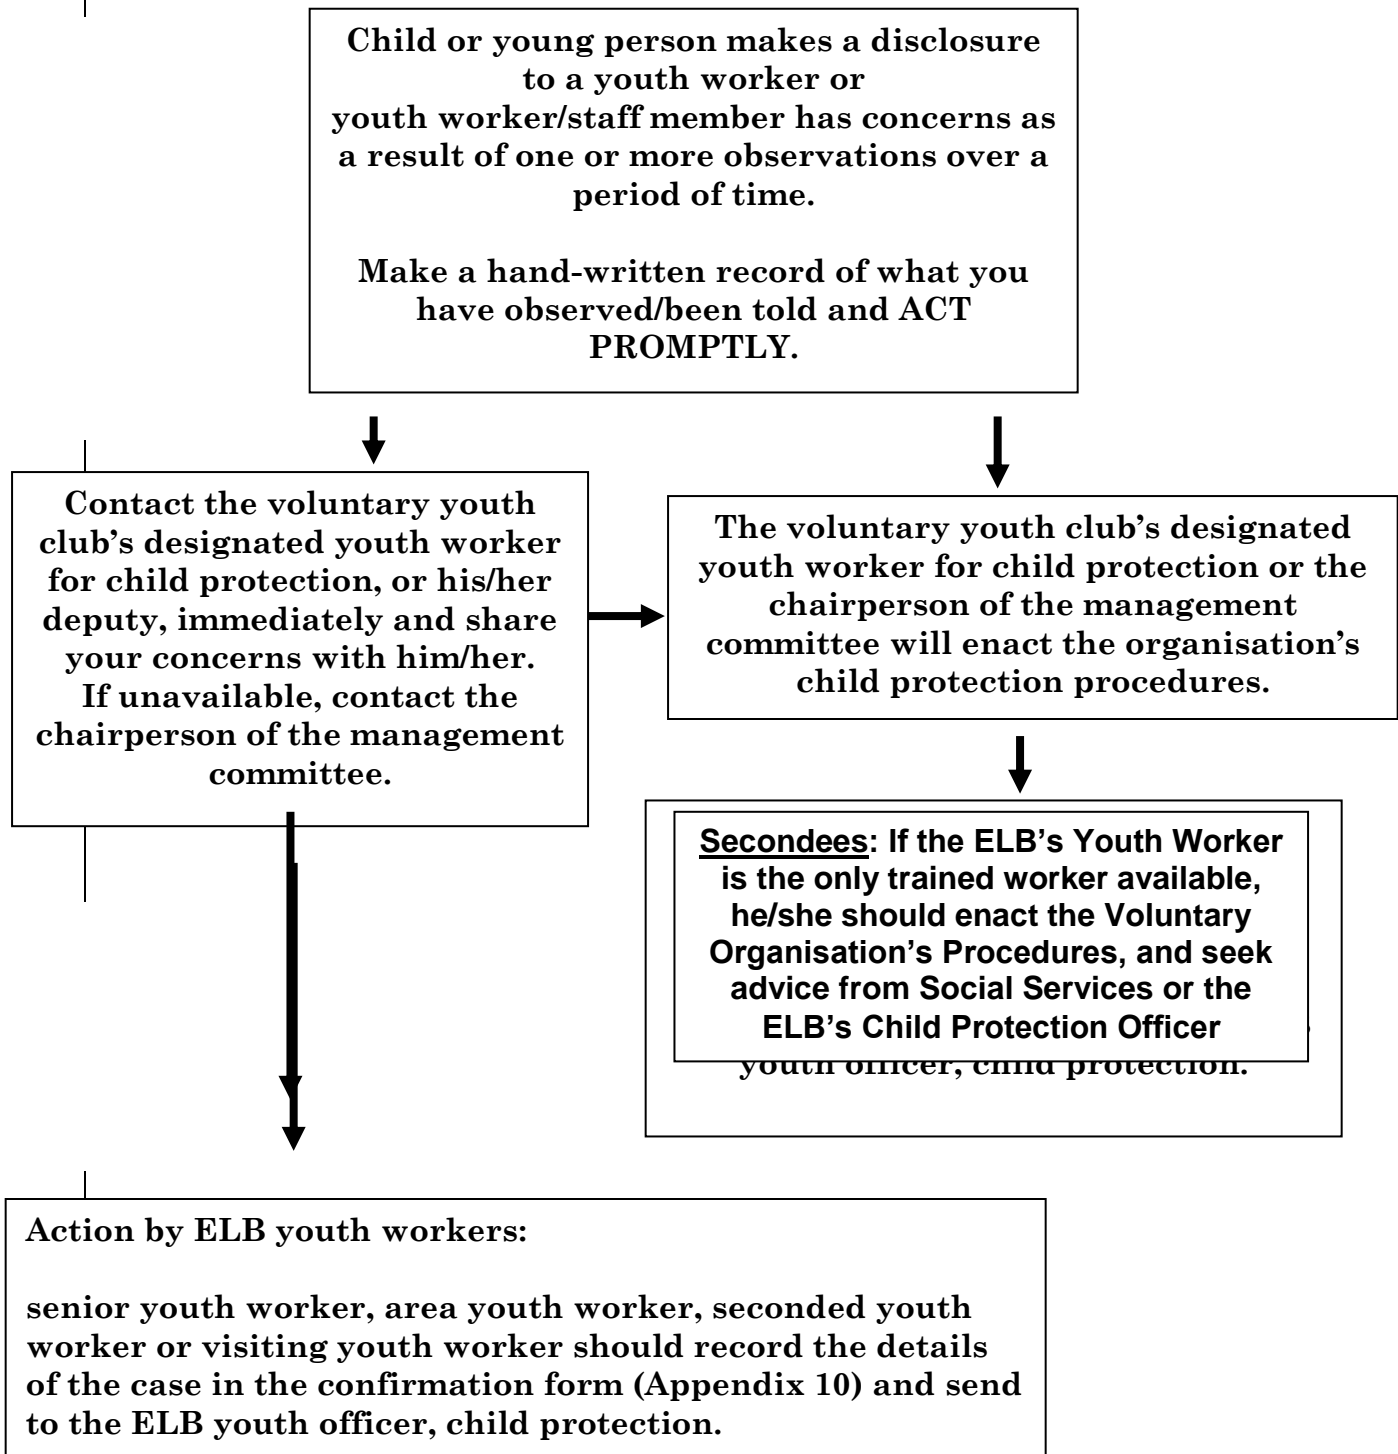 Child or young person makes a disclosure
to a youth worker or
youth worker/staff member has concerns as
a result of one or more observations over a
period of time.
Make a hand-written record of what you
have observed/been told and ACT
PROMPTLY.
Contact the voluntary youth
club’s designated youth worker
for child protection, or his/her
deputy, immediately and share
your concerns with him/her.
If unavailable, contact the
chairperson of the management
committee.
The voluntary youth club’s designated
youth worker for child protection or the
chairperson of the management
committee will enact the organisation’s
child protection procedures.
Secondees: If the ELB’s Youth Worker
is the only trained worker available,
he/she should enact the Voluntary
Organisation’s Procedures, and seek
advice from Social Services or the
ELB’s Child Protection Officer
youth officer, child protection.
Action by ELB youth workers:
senior youth worker, area youth worker, seconded youth
worker or visiting youth worker should record the details
of the case in the confirmation form (Appendix 10) and send
to the ELB youth officer, child protection.